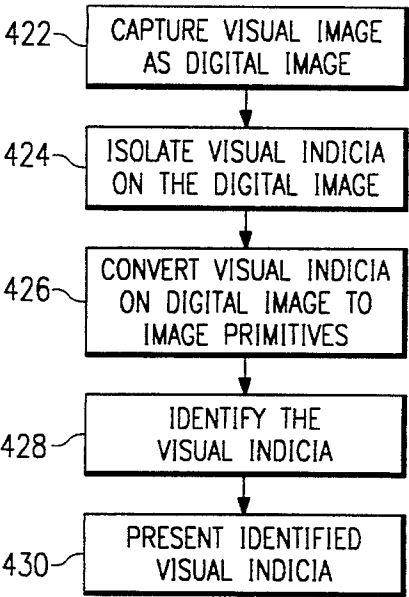 422
CAPTURE VISUAL IMAGE
AS DIGITAL IMAGE
424
ISOLATE VISUAL INDICIA
ON THE DIGITAL IMAGE
426
CONVERT VISUAL INDICIA
ON DIGITAL IMAGE TO
IMAGE PRIMITIVES
428
IDENTIFY THE
VISUAL INDICIA
430
PRESENT IDENTIFIED
VISUAL INDICIA